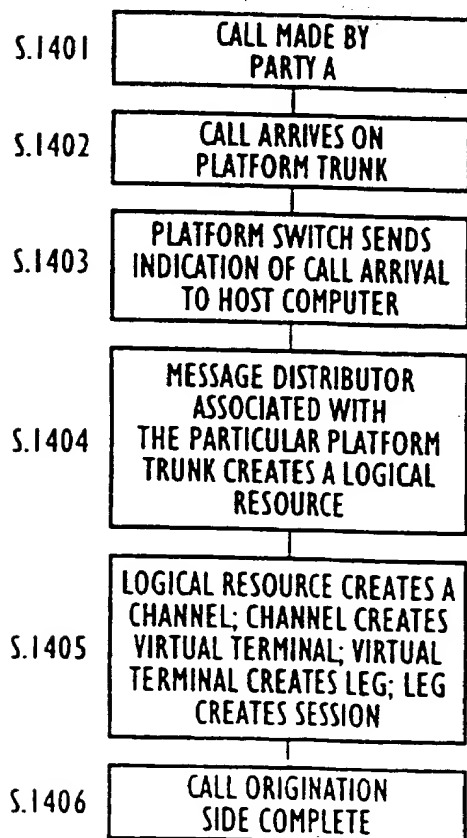 S.1401
CALL MADE BY
PARTY A
S.1402
CALL ARRIVES ON
PLATFORM TRUNK
S.1403
PLATFORM SWITCH SENDS
INDICATION OF CALL ARRIVAL
TO HOST COMPUTER
S.1404
MESSAGE DISTRIBUTOR
ASSOCIATED WITH
THE PARTICULAR PLATFORM
TRUNK CREATES A LOGICAL
RESOURCE
S.1405
LOGICAL RESOURCE CREATES A
CHANNEL; CHANNEL CREATES
VIRTUAL TERMINAL; VIRTUAL
TERMINAL CREATES LEG; LEG
CREATES SESSION
S.1406
CALL ORIGINATION
SIDE COMPLETE